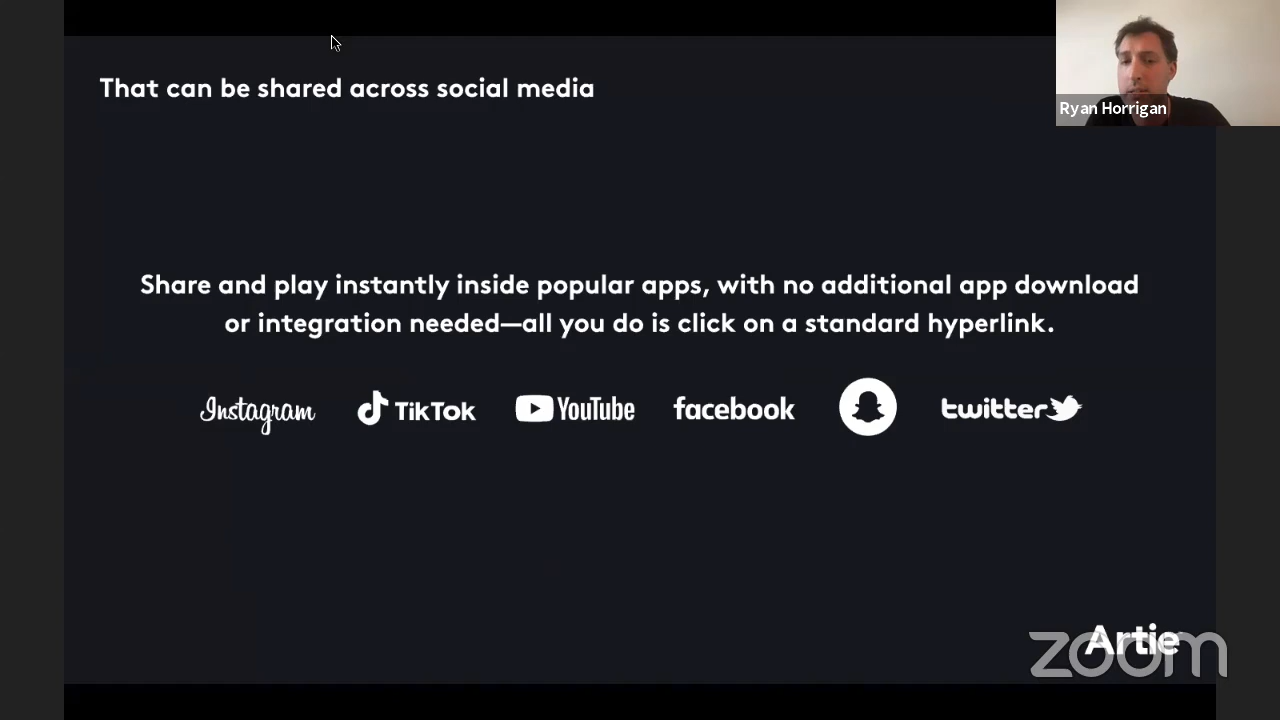 That can be shared across social media
Ryan Horrigan
Share and play instantly inside popular apps, with no additional app download
or integration needed—all you do is click on a standard hyperlink.
Instagram TikTok YouTube facebook twitter
Artie
zoom